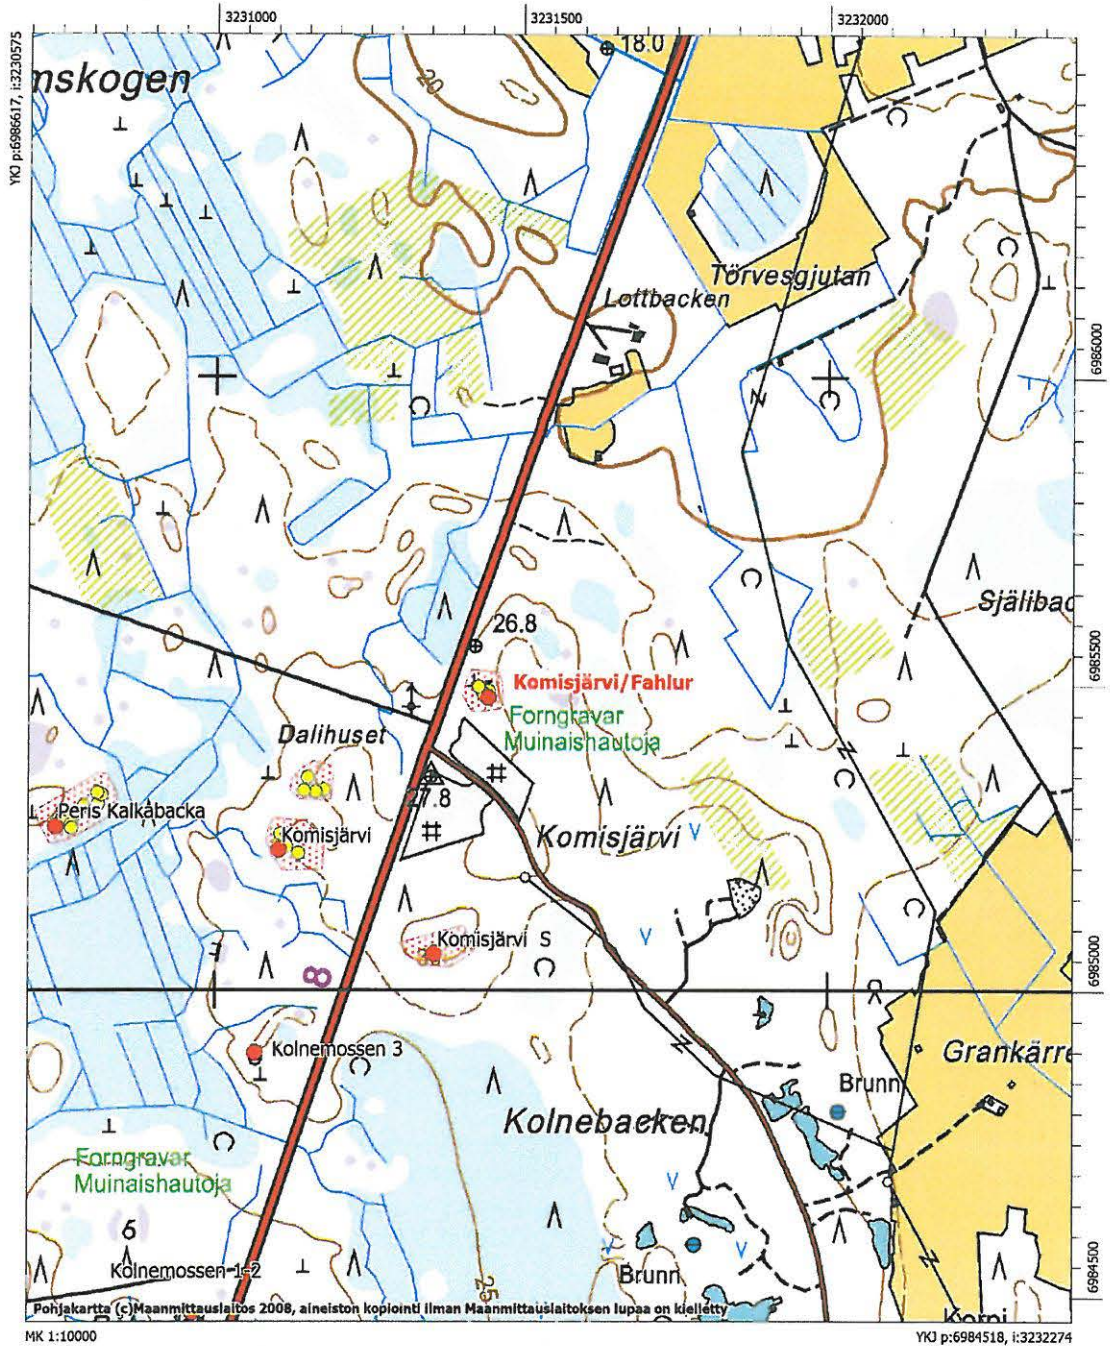 3231000
3231500
3232000
YKJ p:6986617, i:3230575
mskogen
20
18.0
Törvesgjutan
Lottbacken
6986000
Själibac
6985500
26.8
Komisjärvi/Fahlur
Forngravar
Muinaishautoja
Dalihuset
27.8
Peris Kalkåbacka
Komisjärvi
Komisjärvi
Komisjärvi S
8
6985000
Kolnemossen 3
Grankärre
Brunn
Kolnebacken
Forngravar
Muinaishautoja
6
Kolnemossen 1-2
25
Brunn
6984500
Korpi
Pohjakartta (c)Maanmittauslaitos 2008, aineiston kopiointi ilman Maanmittauslaitoksen lupaa on kielletty
MK 1:10000
YKJ p:6984518, i:3232274